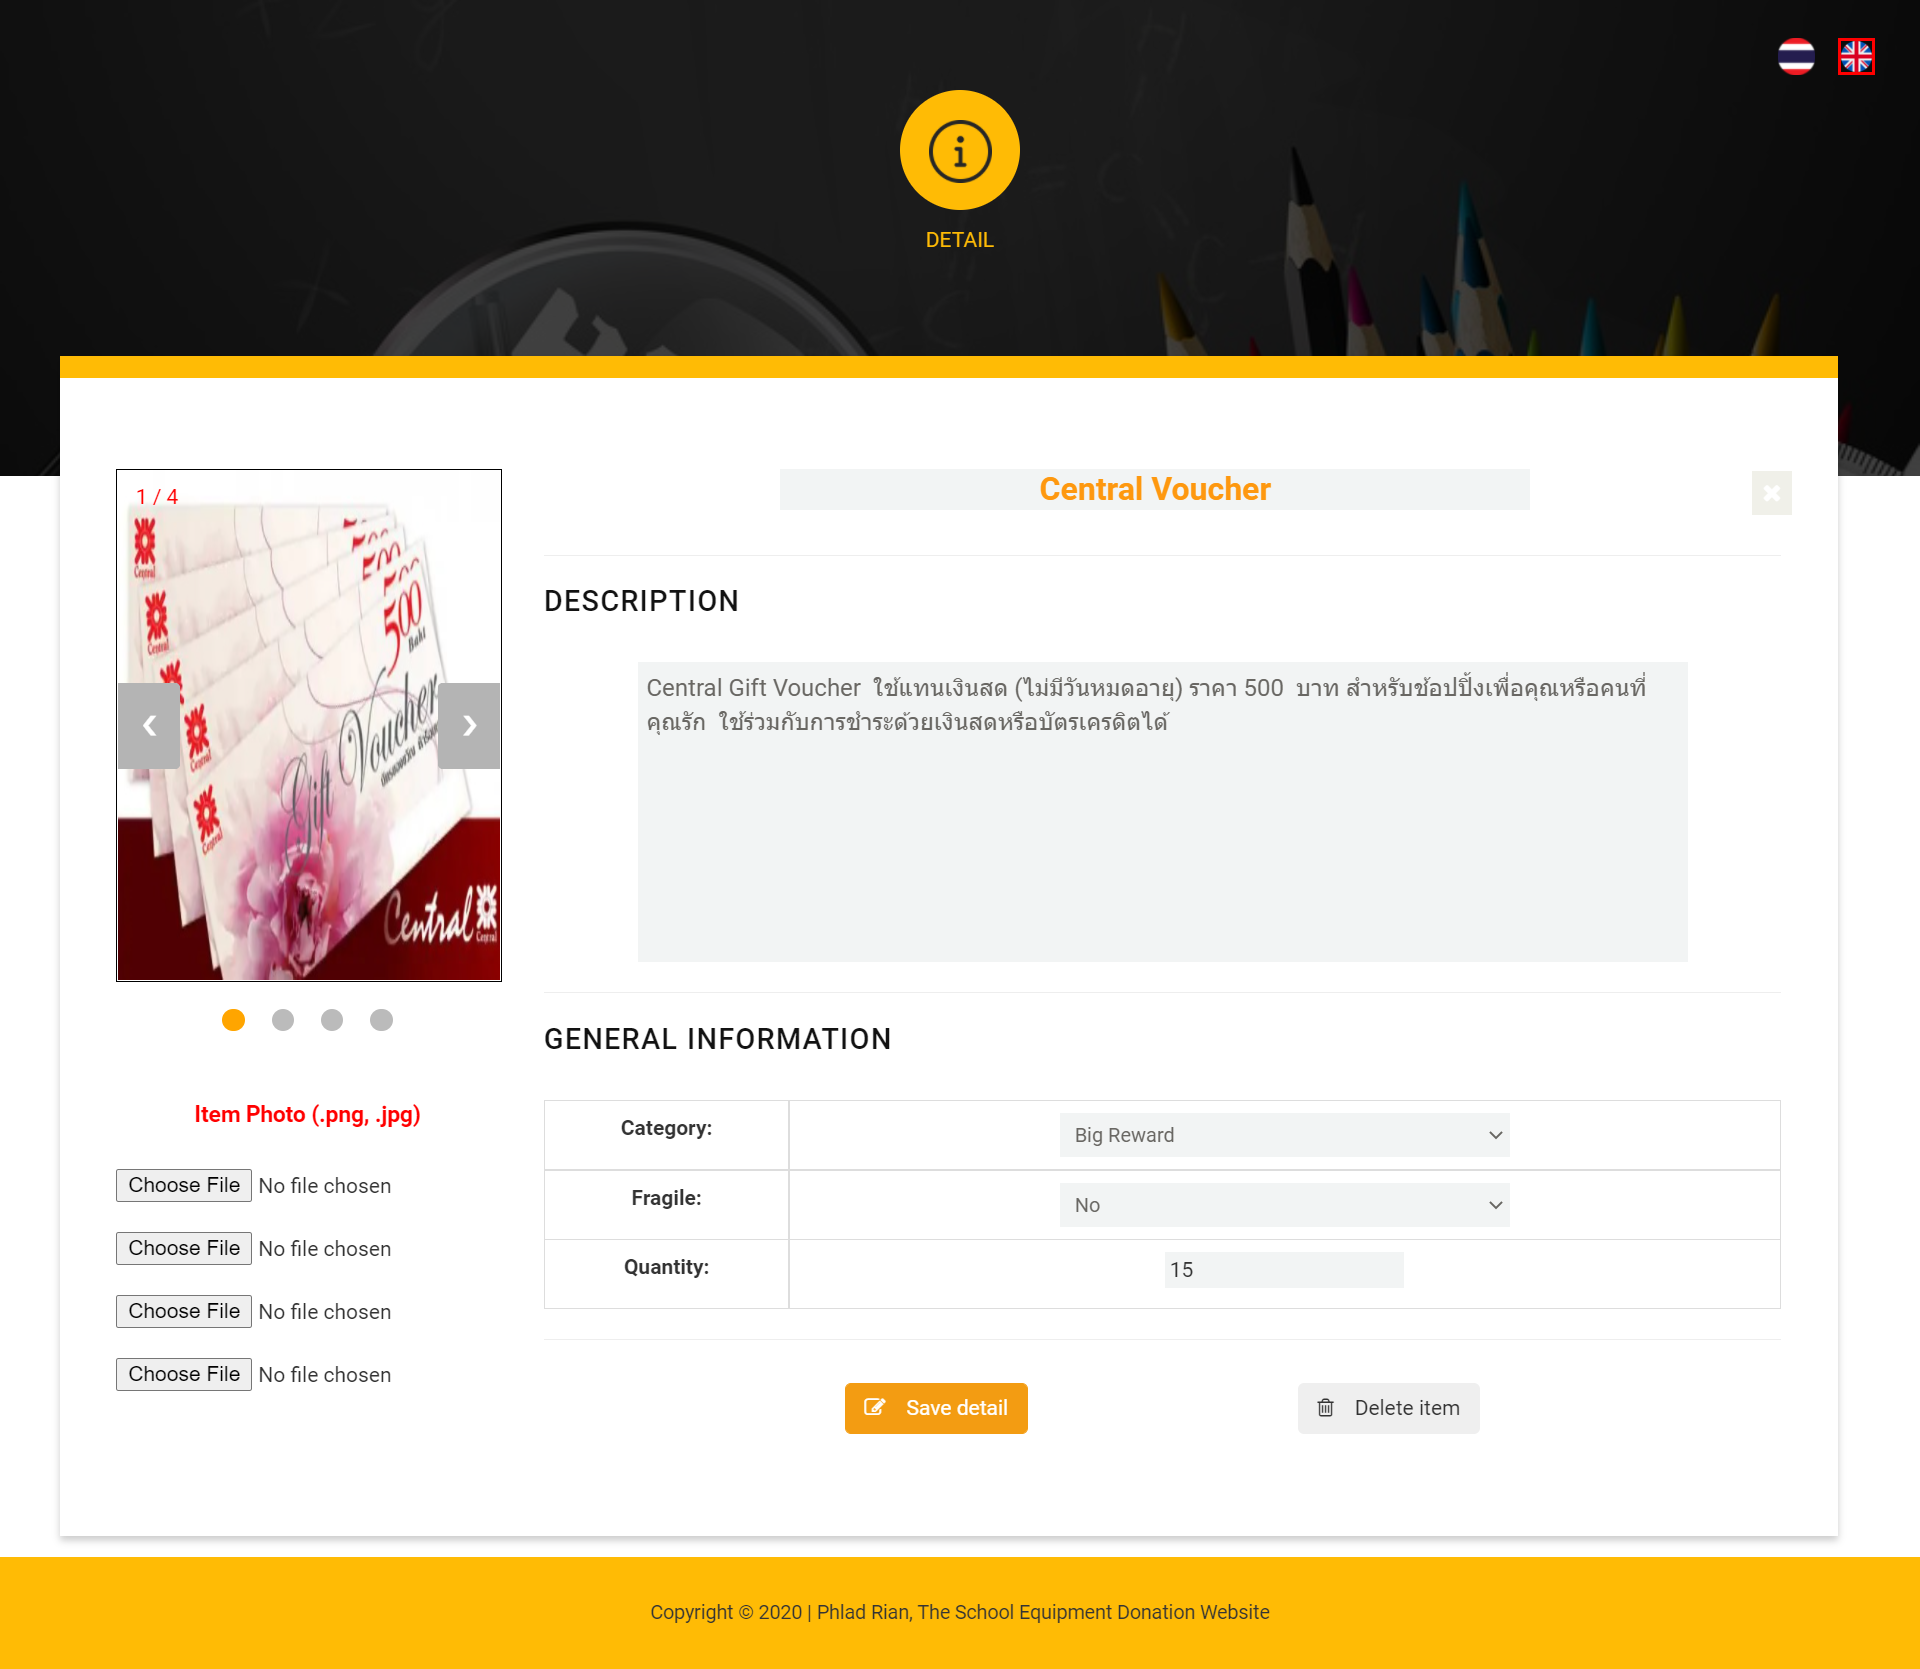 DETAIL
1 / 4
Central
Central
Central
Central
500
Baht
Gift Voucher
Central
Central
Central Voucher
DESCRIPTION
Central Gift Voucher  ใช้แทนเงินสด (ไม่มีวันหมดอายุ) ราคา 500  บาท สำหรับช้อปปิ้งเพื่อคุณหรือคนที่
คุณรัก  ใช้ร่วมกับการชำระด้วยเงินสดหรือบัตรเครดิตได้
GENERAL INFORMATION
Category:
Big Reward
Fragile:
No
Quantity:
15
Item Photo (.png, .jpg)
Choose File No file chosen
Choose File No file chosen
Choose File No file chosen
Choose File No file chosen
Save detail
Delete item
Copyright © 2020 | Phlad Rian, The School Equipment Donation Website